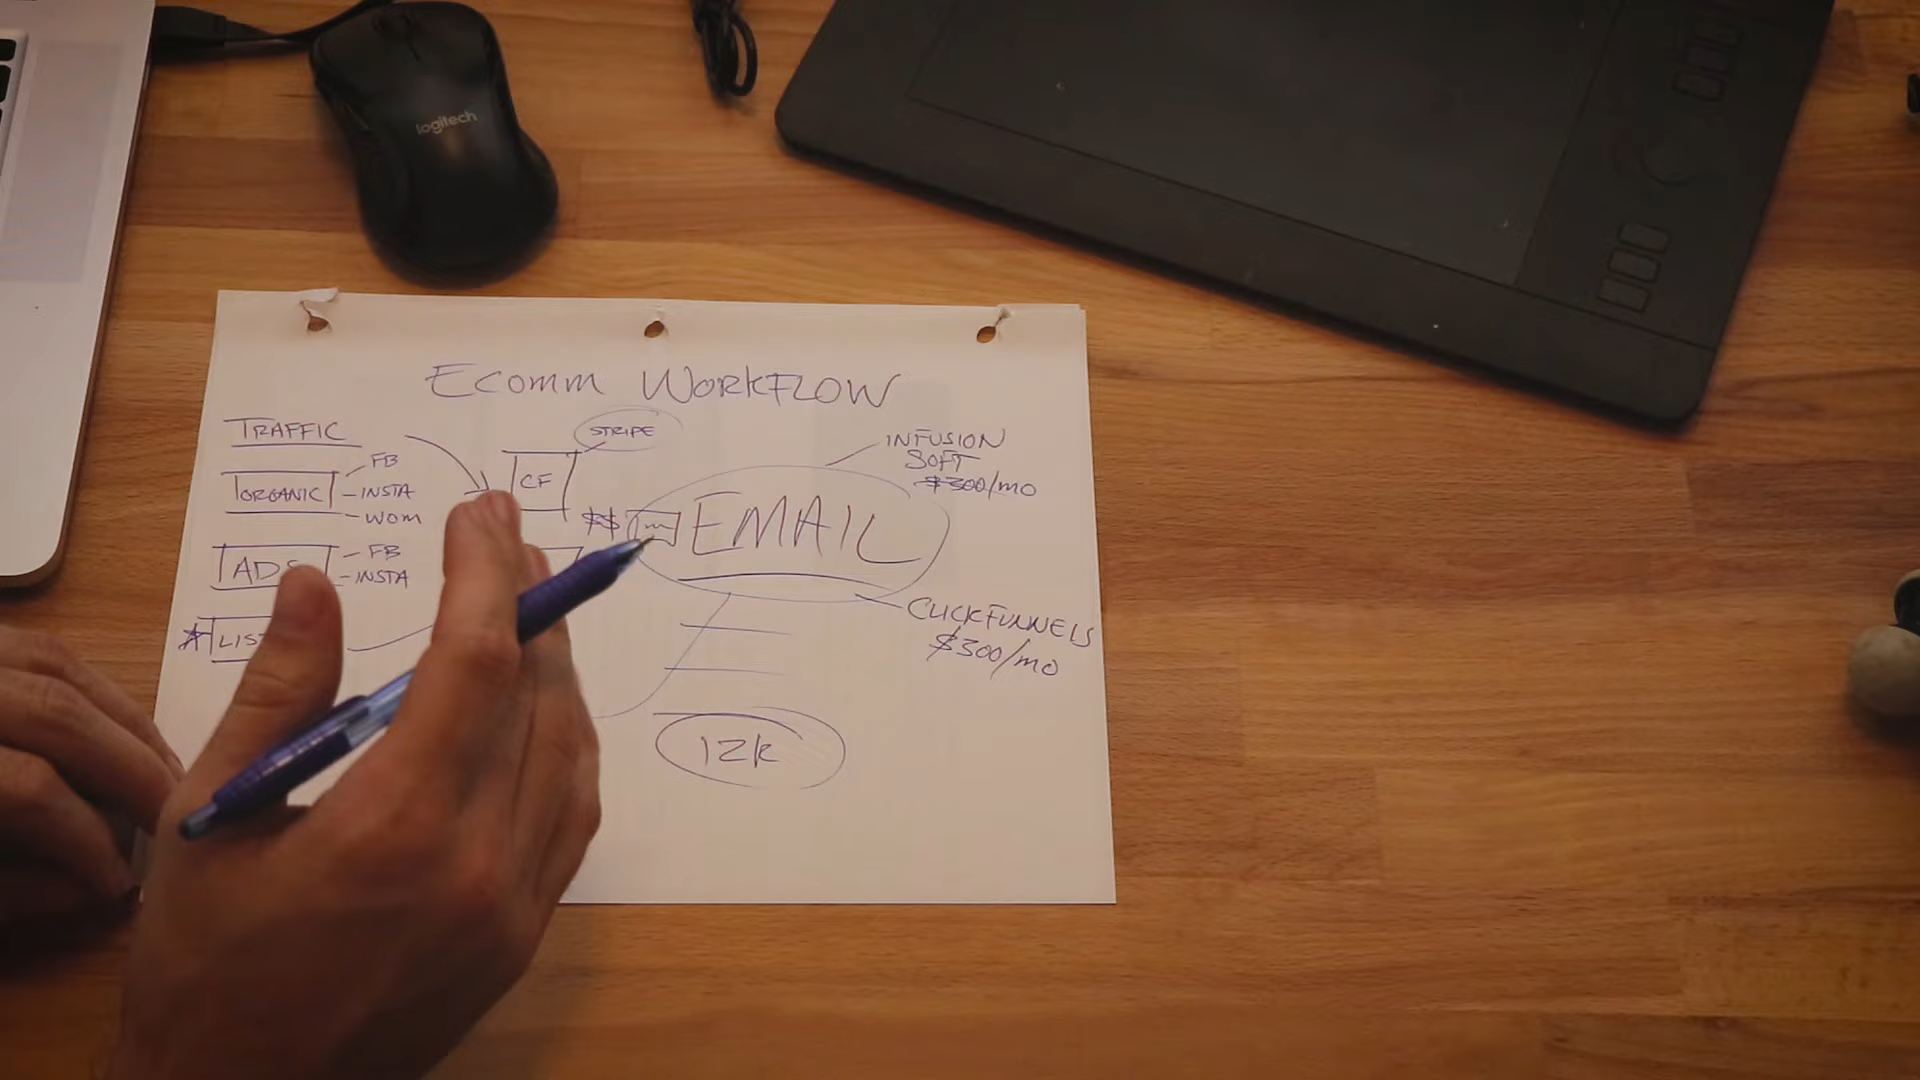 logitech
ECOMM WORKFLOW
TRAFFIC
ORGANIC
FB
INSTA
WOM
ADS
FB
INSTA
STRIPE
CF
$$
EMAIL
INFUSION
SOFT
$300/mo
CLICKFUNNELS
$300/mo
12k